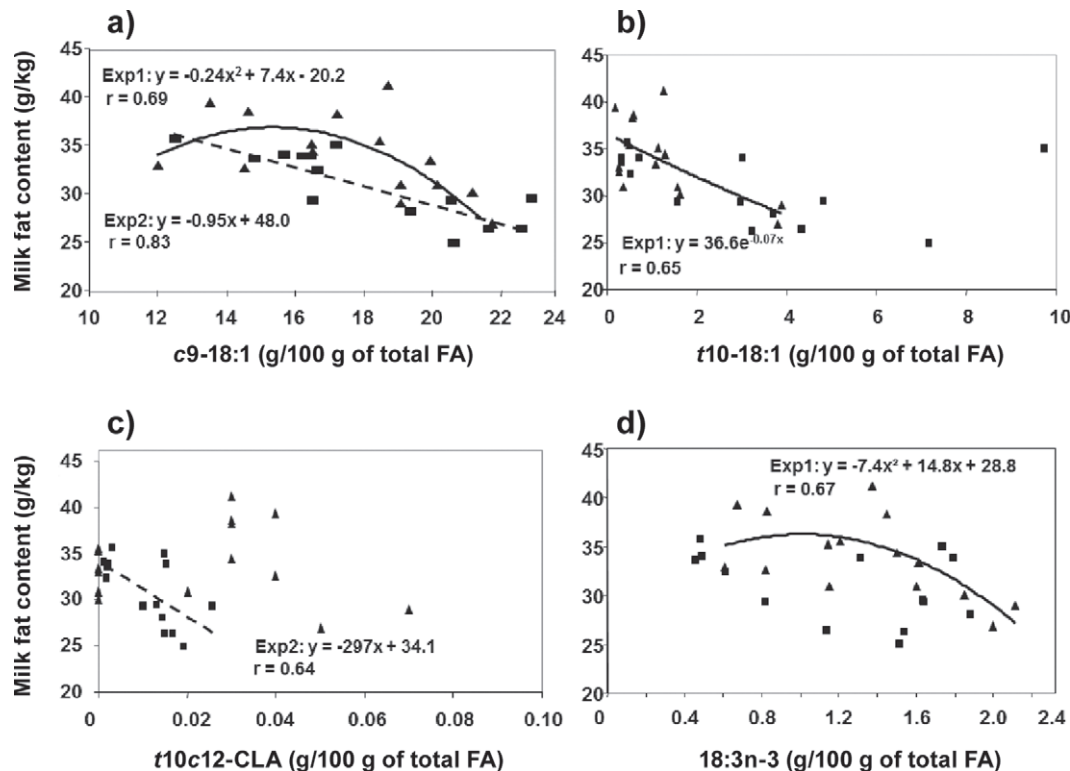 a)
45
40
35
30
25
20
10
12
14
16
18
20
22
24
Exp1: y = -0.24x² + 7.4x - 20.2
r = 0.69
Exp2: y = -0.95x + 48.0
r = 0.83
Milk fat content (g/kg)
c9-18:1 (g/100 g of total FA)
b)
45
40
35
30
25
20
0
2
4
6
8
10
Exp1: y = 36.6e⁻⁰·⁰⁷ˣ
r = 0.65
t10-18:1 (g/100 g of total FA)
c)
45
40
35
30
25
20
0
0.02
0.04
0.06
0.08
0.10
Exp2: y = -297x + 34.1
r = 0.64
Milk fat content (g/kg)
t10c12-CLA (g/100 g of total FA)
d)
45
40
35
30
25
20
0
0.4
0.8
1.2
1.6
2.0
2.4
Exp1: y = -7.4x² + 14.8x + 28.8
r = 0.67
18:3n-3 (g/100 g of total FA)